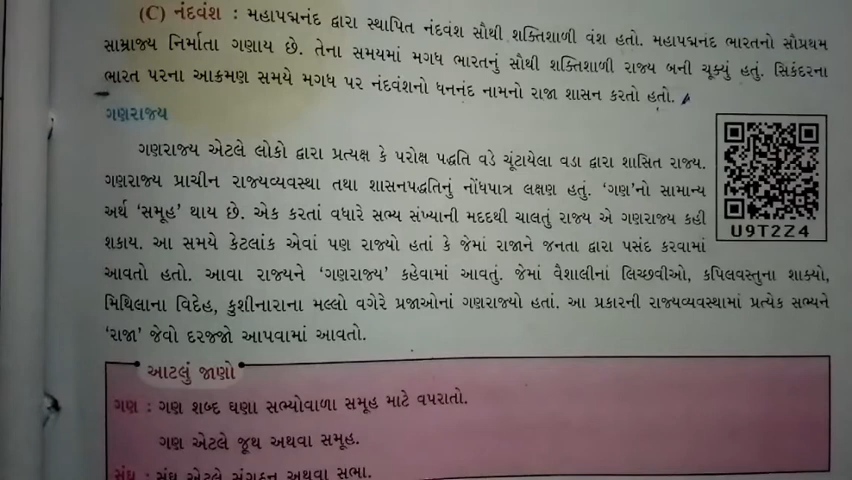 (C) નંદવંશ : મહાપદ્મનંદ દ્વારા સ્થાપિત નંદવંશ સૌથી શક્તિશાળી વંશ હતો. મહાપદ્મનંદ ભારતનો સૌપ્રથમ
સામ્રાજ્ય નિર્માતા ગણાય છે. તેના સમયમાં મગધ ભારતનું સૌથી શક્તિશાળી રાજ્ય બની ચૂક્યું હતું. સિકંદરના
ભારત પરના આક્રમણ સમયે મગધ પર નંદવંશનો ધનનંદ નામનો રાજા શાસન કરતો હતો.
ગણરાજ્ય
ગણરાજ્ય એટલે લોકો દ્વારા પ્રત્યક્ષ કે પરોક્ષ પદ્ધતિ વડે ચૂંટાયેલા વડા દ્વારા શાસિત રાજ્ય.
ગણરાજ્ય પ્રાચીન રાજ્યવ્યવસ્થા તથા શાસનપદ્ધતિનું નોંધપાત્ર લક્ષણ હતું. ‘ગણ’નો સામાન્ય
અર્થ ‘સમૂહ’ થાય છે. એક કરતાં વધારે સભ્ય સંખ્યાની મદદથી ચાલતું રાજ્ય એ ગણરાજ્ય કહી
શકાય. આ સમયે કેટલાંક એવાં પણ રાજ્યો હતાં કે જેમાં રાજાને જનતા દ્વારા પસંદ કરવામાં
U9T2Z4
આવતો હતો. આવા રાજ્યને ‘ગણરાજ્ય’ કહેવામાં આવતું. જેમાં વૈશાલીનાં લિચ્છવીઓ, કપિલવસ્તુના શાક્યો,
મિથિલાના વિદેહ, કુશીનારાના મલ્લો વગેરે પ્રજાઓનાં ગણરાજ્યો હતાં. આ પ્રકારની રાજ્યવ્યવસ્થામાં પ્રત્યેક સભ્યને
‘રાજા’ જેવો દરજ્જો આપવામાં આવતો.
આટલું જાણો
ગણ : ગણ શબ્દ ઘણા સભ્યોવાળા સમૂહ માટે વપરાતો.
ગણ એટલે જૂથ અથવા સમૂહ.
સંઘ : સંઘ એટલે સંગઠન અથવા સભા.